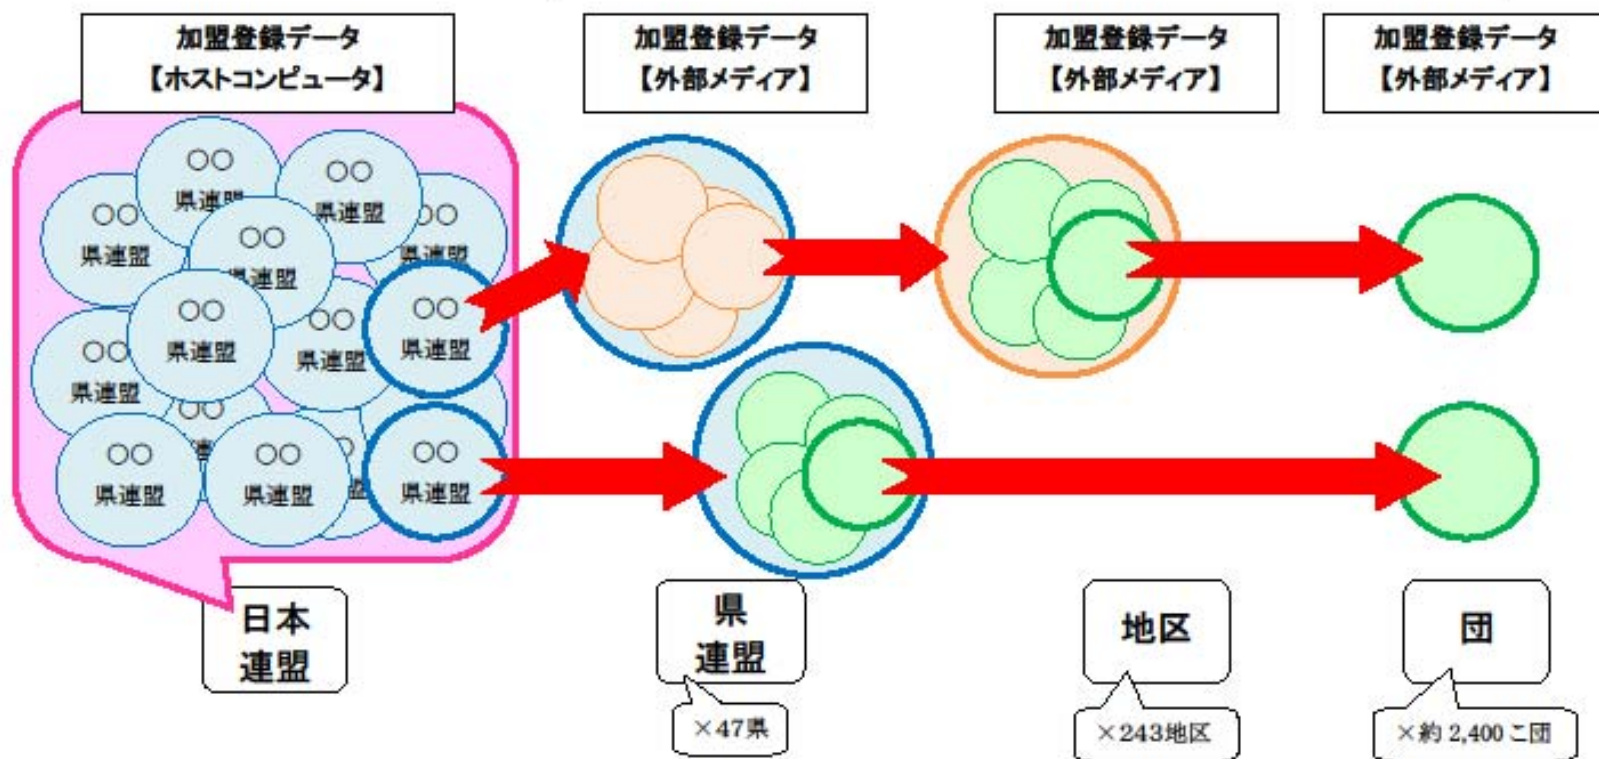 加盟登録データ
【ホストコンピュータ】
加盟登録データ
【外部メディア】
加盟登録データ
【外部メディア】
加盟登録データ
【外部メディア】
○○
県連盟
○○
県連盟
○○
県連盟
○○
県連盟
○○
県連盟
○○
県連盟
○○
県連盟
○○
県連盟
○○
県連盟
○○
○○
県連盟
○○
県連盟
○○
県連盟
日本
連盟
県
連盟
地区
団
×47県
×243地区
×約 2,400 こ団